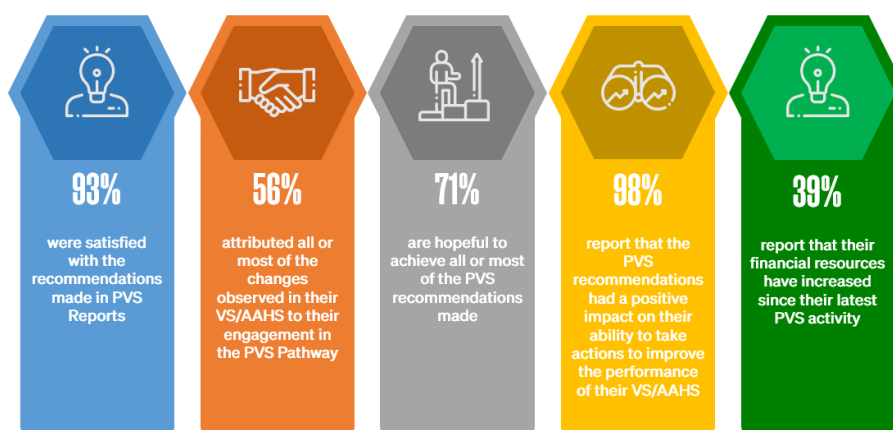 93%
were satisfied
with the
recommendations
made in PVS
Reports
56%
attributed all or
most of the
changes
observed in their
VS/AAHS to their
engagement in
the PVS Pathway
71%
are hopeful to
achieve all or most
of the PVS
recommendations
made
98%
report that the
PVS
recommendations
had a positive
impact on their
ability to take
actions to improve
the performance
of their VS/AAHS
39%
report that their
financial resources
have increased
since their latest
PVS activity